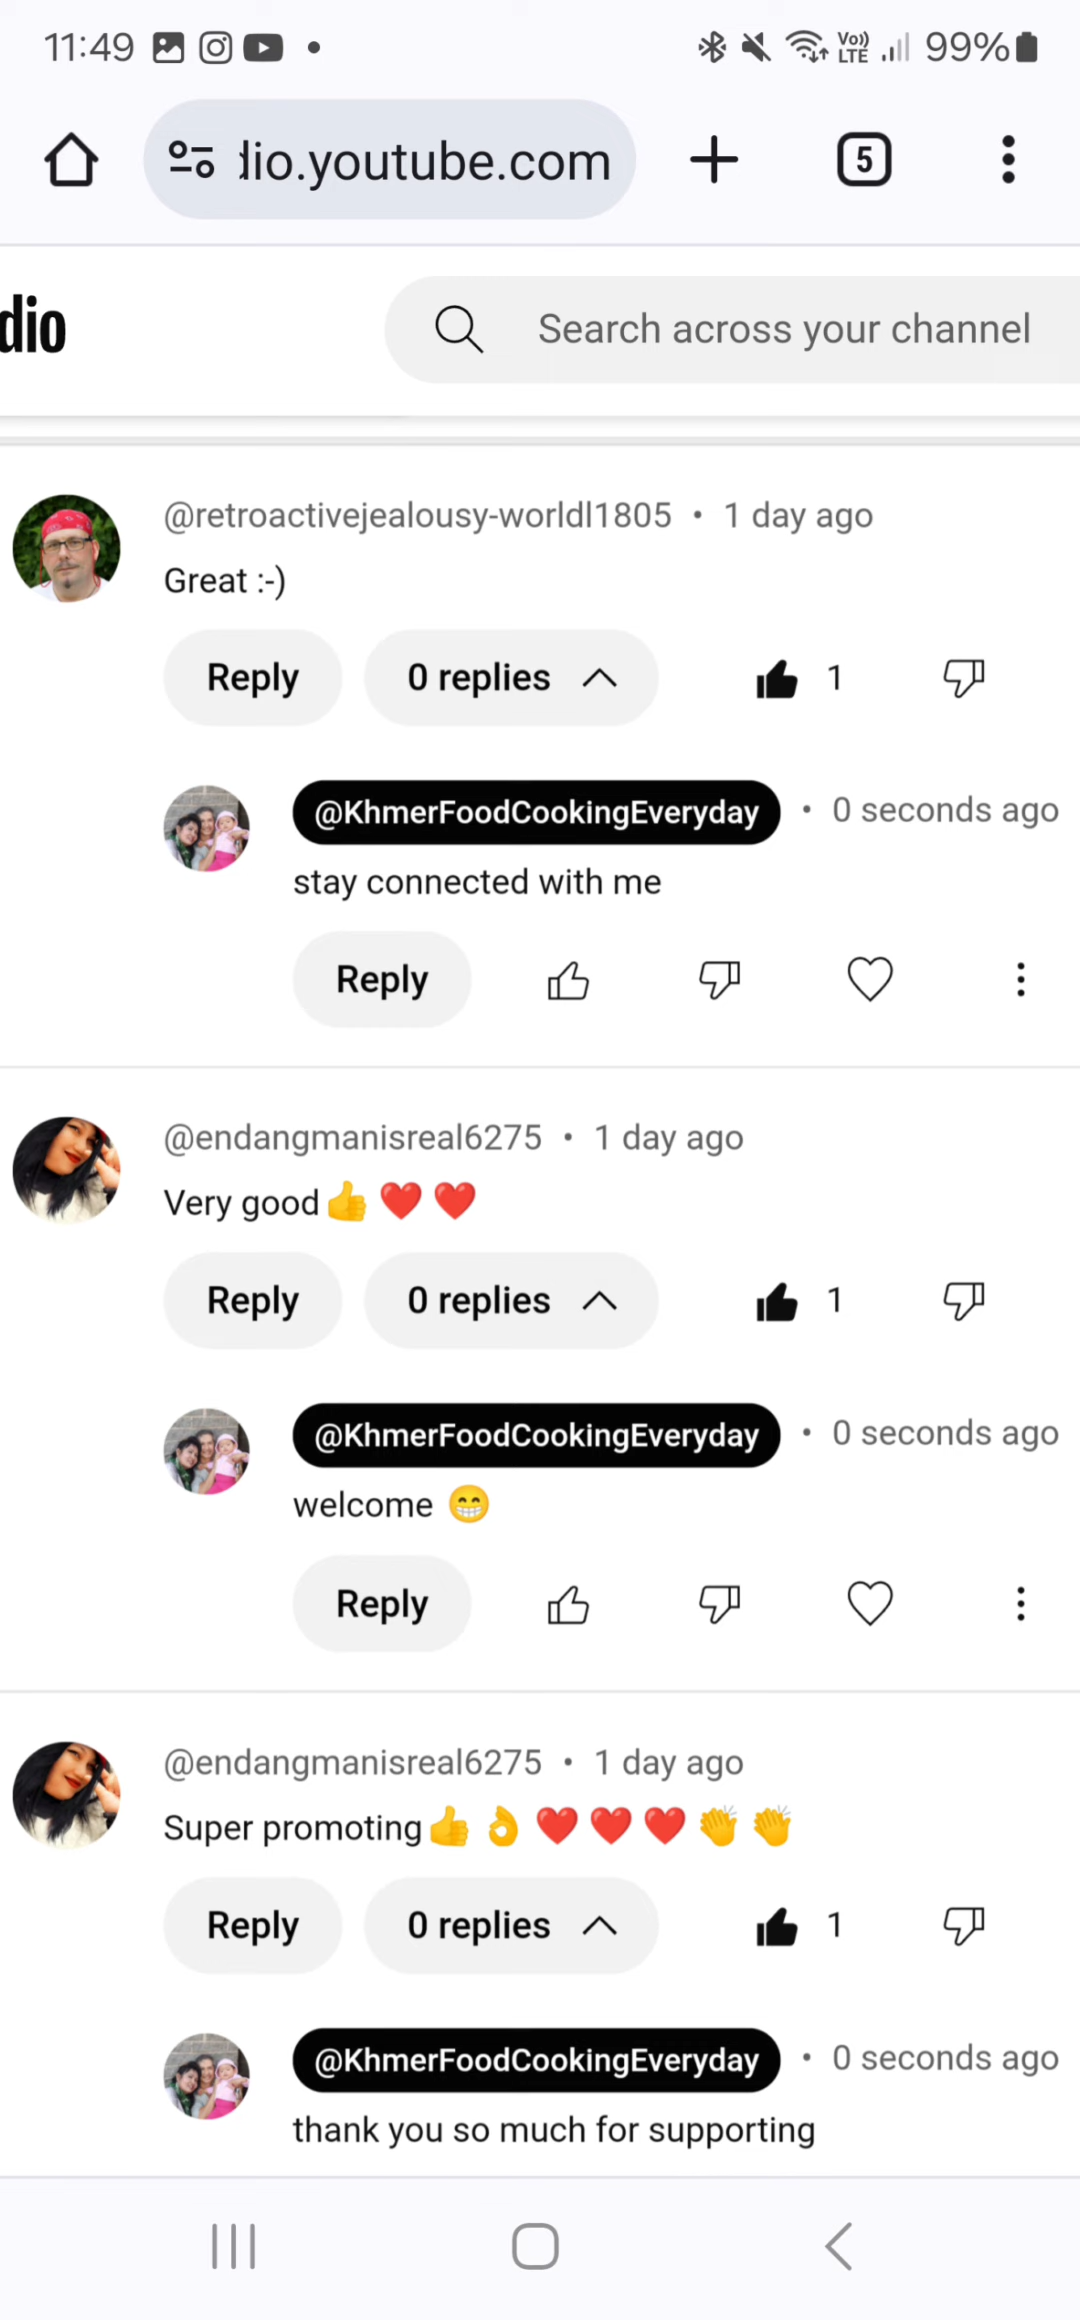 11:49 Vo)) LTE 99%
dio.youtube.com 5
dio Search across your channel
@retroactivejealousy-worldl1805 • 1 day ago
Great :-)
Reply 0 replies 1
@KhmerFoodCookingEveryday • 0 seconds ago
stay connected with me
Reply
@endangmanisreal6275 • 1 day ago
Very good👍❤️❤️
Reply 0 replies 1
@KhmerFoodCookingEveryday • 0 seconds ago
welcome 😁
Reply
@endangmanisreal6275 • 1 day ago
Super promoting👍👌❤️❤️❤️👏👏
Reply 0 replies 1
@KhmerFoodCookingEveryday • 0 seconds ago
thank you so much for supporting